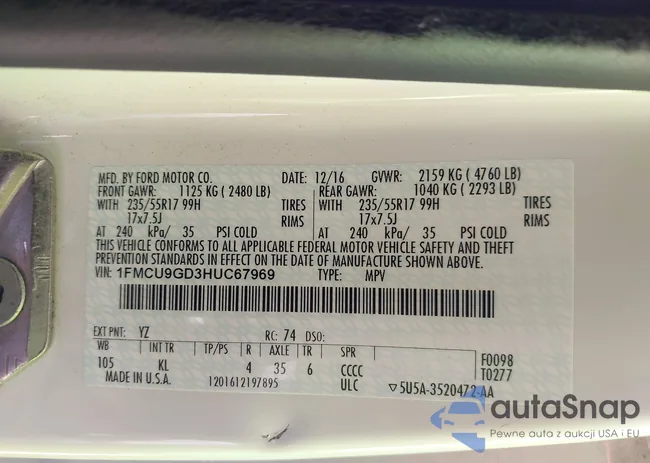 MFD. BY FORD MOTOR CO. DATE: 12/16 GVWR: 2159 KG ( 4760 LB)
FRONT GAWR: 1125 KG ( 2480 LB) REAR GAWR: 1040 KG ( 2293 LB)
WITH 235/55R17 99H TIRES WITH 235/55R17 99H TIRES
17x7.5J RIMS 17x7.5J RIMS
AT 240 kPa/ 35 PSI COLD AT 240 kPa/ 35 PSI COLD
THIS VEHICLE CONFORMS TO ALL APPLICABLE FEDERAL MOTOR VEHICLE SAFETY AND THEFT
PREVENTION STANDARDS IN EFFECT ON THE DATE OF MANUFACTURE SHOWN ABOVE.
VIN: 1FMCU9GD3HUC67969 TYPE: MPV
EXT PNT: YZ RC: 74 DSO:
WB INT TR TP/PS R AXLE TR SPR F0098
105 KL 4 35 6 CCCC T0277
MADE IN U.S.A. 1201612197895 ULC ▽5U5A-3520472-AA
autaSnap
Pewne auta z aukcji USA i EU